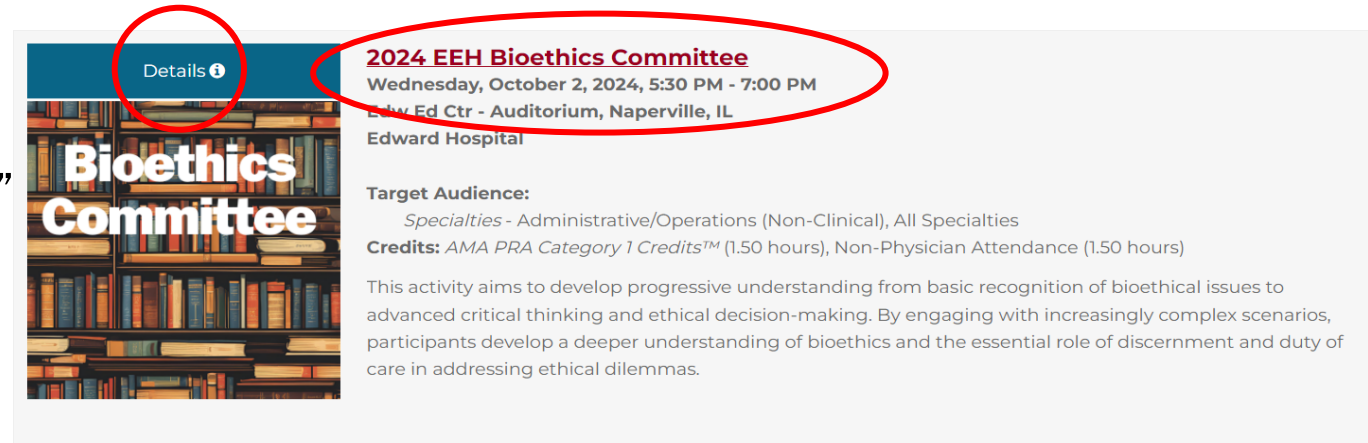 Details
2024 EEH Bioethics Committee
Wednesday, October 2, 2024, 5:30 PM - 7:00 PM
Edw Ed Ctr - Auditorium, Naperville, IL
Edward Hospital
”
Bioethics
Committee
Target Audience:
Specialties - Administrative/Operations (Non-Clinical), All Specialties
Credits: AMA PRA Category 1 Credits™ (1.50 hours), Non-Physician Attendance (1.50 hours)
This activity aims to develop progressive understanding from basic recognition of bioethical issues to
advanced critical thinking and ethical decision-making. By engaging with increasingly complex scenarios,
participants develop a deeper understanding of bioethics and the essential role of discernment and duty of
care in addressing ethical dilemmas.